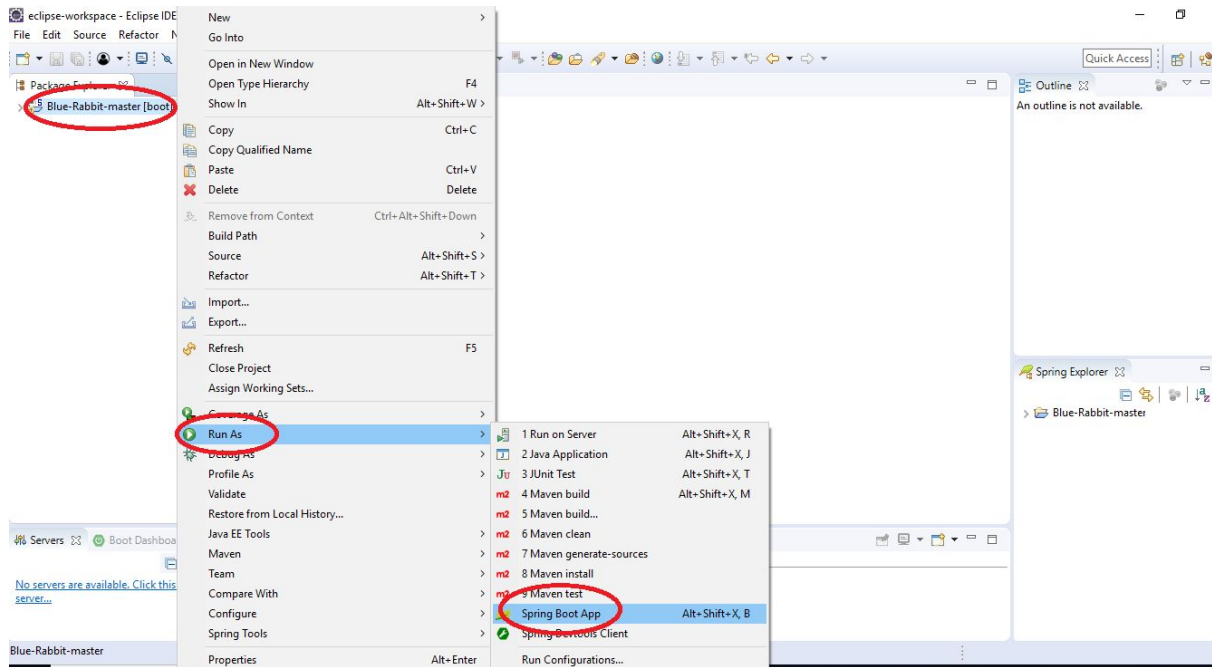 eclipse-workspace - Eclipse IDE
File Edit Source Refactor N
Quick Access
Package Explorer
Blue-Rabbit-master [boot]
New
Go Into
Open in New Window
Open Type Hierarchy F4
Show In Alt+Shift+W >
Copy Ctrl+C
Copy Qualified Name
Paste Ctrl+V
Delete Delete
Remove from Context Ctrl+Alt+Shift+Down
Build Path >
Source Alt+Shift+S >
Refactor Alt+Shift+T >
Import...
Export...
Refresh F5
Close Project
Assign Working Sets...
Coverage As >
Run As >
Debug As >
Profile As >
Validate
Restore from Local History...
Java EE Tools >
Maven >
Team >
Compare With >
Configure >
Spring Tools >
Properties Alt+Enter
1 Run on Server Alt+Shift+X, R
2 Java Application Alt+Shift+X, J
Ju 3 JUnit Test Alt+Shift+X, T
m2 4 Maven build Alt+Shift+X, M
m2 5 Maven build...
m2 6 Maven clean
m2 7 Maven generate-sources
m2 8 Maven install
m2 9 Maven test
Spring Boot App Alt+Shift+X, B
Spring Devtools Client
Run Configurations...
Outline
An outline is not available.
Spring Explorer
Blue-Rabbit-master
Servers Boot Dashboa
No servers are available. Click this
server...
Blue-Rabbit-master